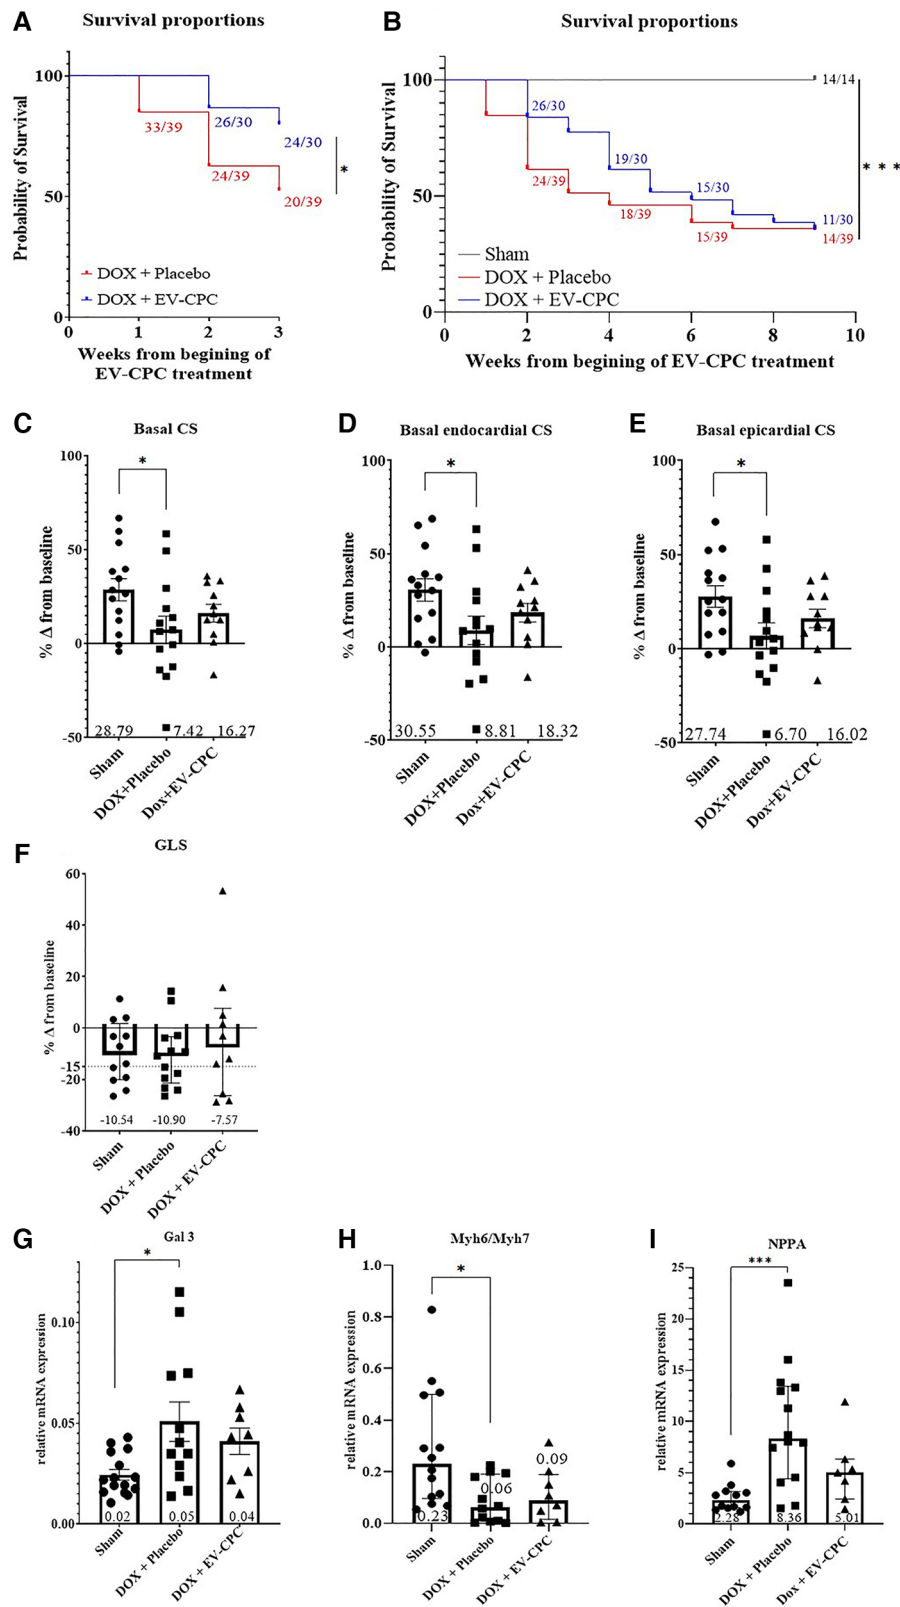 A
Survival proportions
Probability of Survival
100
50
0
33/39
26/30
24/39
24/30
20/39
*
DOX + Placebo
DOX + EV-CPC
0 1 2 3
Weeks from begining of
EV-CPC treatment
B
Survival proportions
Probability of Survival
100
50
0
14/14
26/30
24/39
19/30
18/39
15/30
15/39
11/30
14/39
* * *
Sham
DOX + Placebo
DOX + EV-CPC
0 2 4 6 8 10
Weeks from begining of EV-CPC treatment
C
Basal CS
% Δ from baseline
100
50
0
-50
*
28.79 7.42 16.27
Sham
DOX+Placebo
Dox+EV-CPC
D
Basal endocardial CS
% Δ from baseline
100
50
0
-50
*
30.55 8.81 18.32
Sham
DOX+Placebo
Dox+EV-CPC
E
Basal epicardial CS
% Δ from baseline
100
50
0
-50
*
27.74 6.70 16.02
Sham
DOX+Placebo
Dox+EV-CPC
F
GLS
% Δ from baseline
60
40
20
0
-15
-20
-40
-10.54 -10.90 -7.57
Sham
DOX + Placebo
DOX + EV-CPC
G
Gal 3
relative mRNA expression
0.10
0.05
0.00
*
0.02 0.05 0.04
Sham
DOX + Placebo
DOX + EV-CPC
H
Myh6/Myh7
relative mRNA expression
1.0
0.8
0.6
0.4
0.2
0.0
*
0.23 0.06 0.09
Sham
DOX + Placebo
DOX + EV-CPC
I
NPPA
relative mRNA expression
25
20
15
10
5
0
***
2.28 8.36 5.01
Sham
DOX + Placebo
Dox + EV-CPC